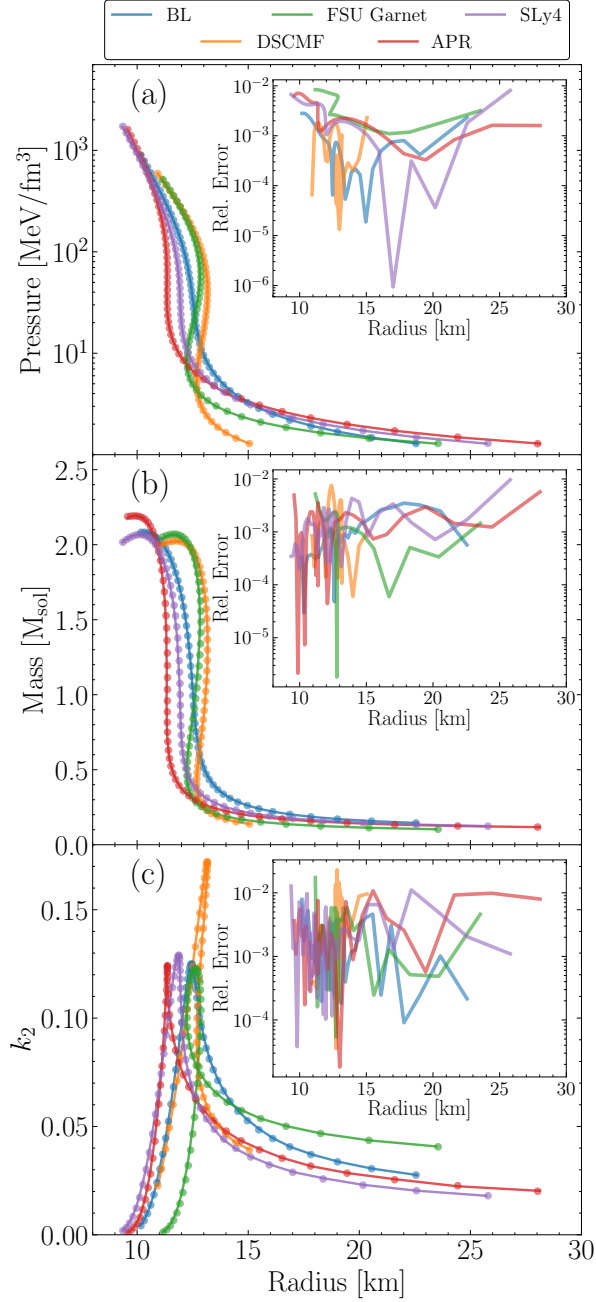 BL FSU Garnet SLy4
DSCMF APR
(a)
Pressure [MeV/fm³]
10³
10²
10¹
Rel. Error
10⁻²
10⁻³
10⁻⁴
10⁻⁵
10⁻⁶
10 15 20 25 30
Radius [km]
(b)
Mass [M_sol]
2.5
2.0
1.5
1.0
0.5
0.0
Rel. Error
10⁻²
10⁻³
10⁻⁴
10⁻⁵
10 15 20 25 30
Radius [km]
(c)
k₂
0.15
0.10
0.05
0.00
Rel. Error
10⁻²
10⁻³
10⁻⁴
10 15 20 25 30
Radius [km]
10 15 20 25 30
Radius [km]